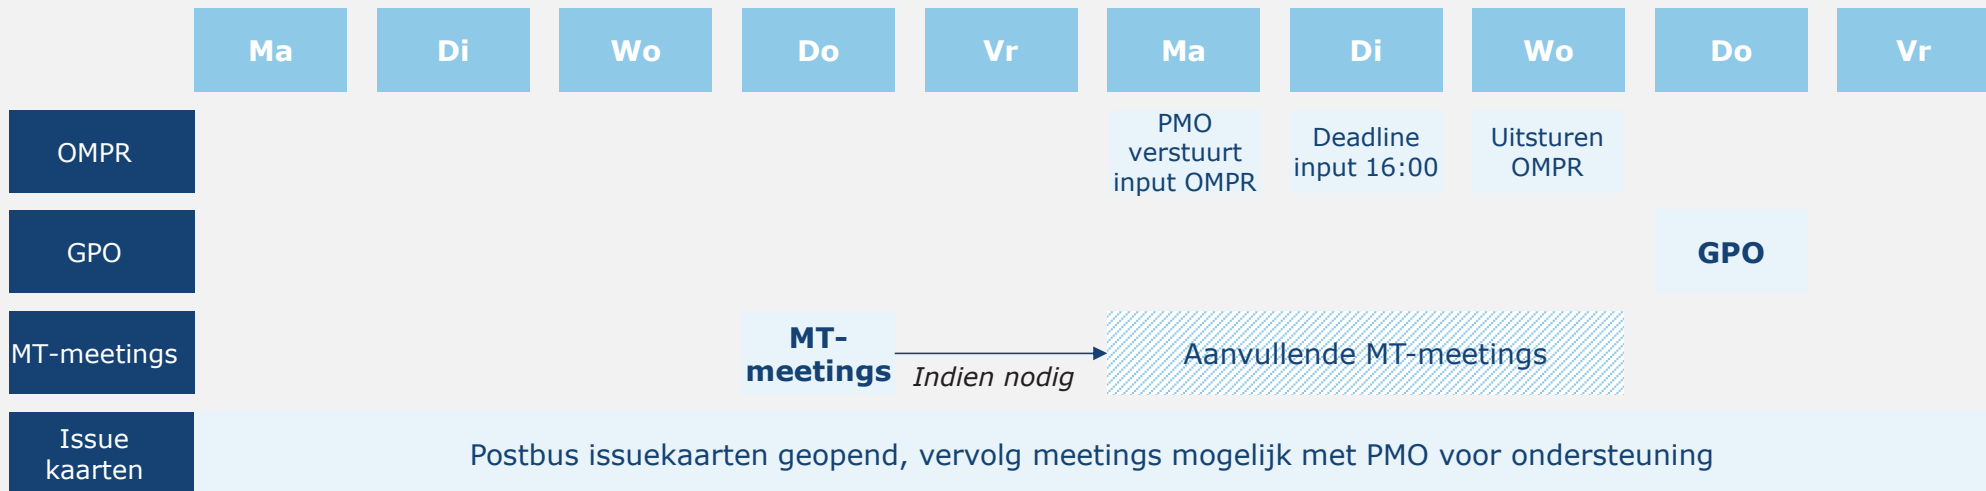 Ma Di Wo Do Vr Ma Di Wo Do Vr
OMPR
PMO
verstuurt
input OMPR
Deadline
input 16:00
Uitsturen
OMPR
GPO
GPO
MT-meetings
MT-
meetings
Indien nodig
Aanvullende MT-meetings
Issue
kaarten
Postbus issuekaarten geopend, vervolg meetings mogelijk met PMO voor ondersteuning